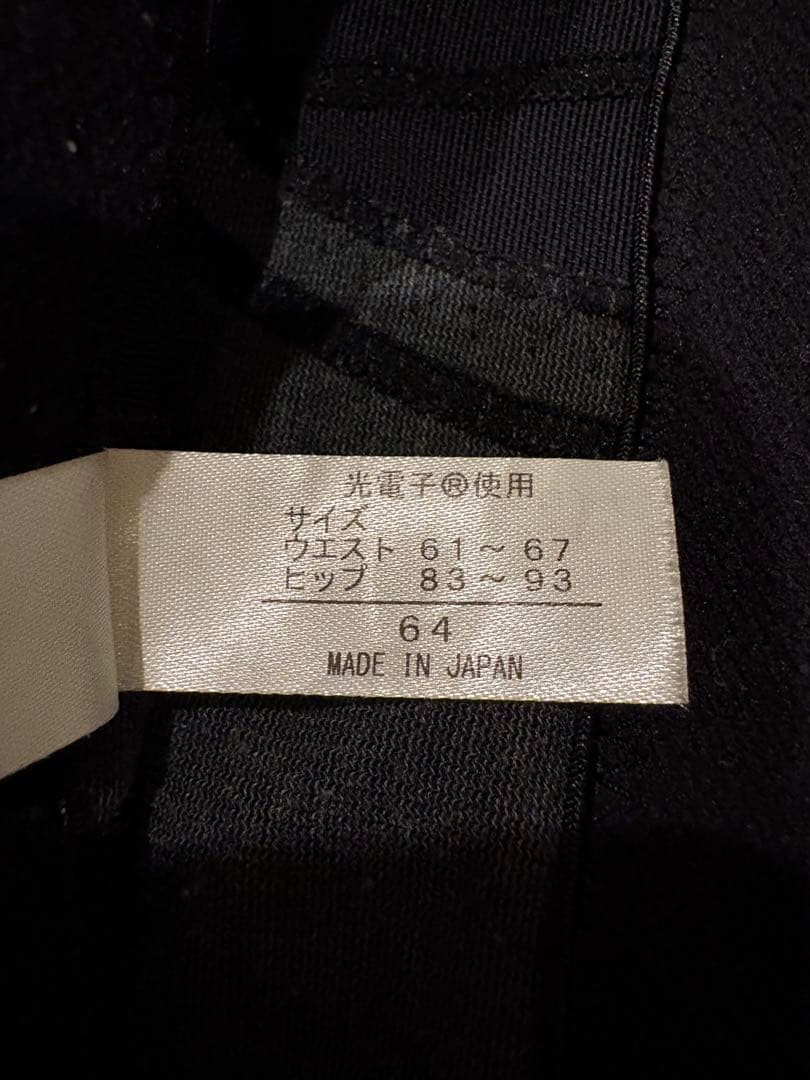 光電子®使用
サイズ
ウエスト 61～67
ヒップ 83～93
64
MADE IN JAPAN